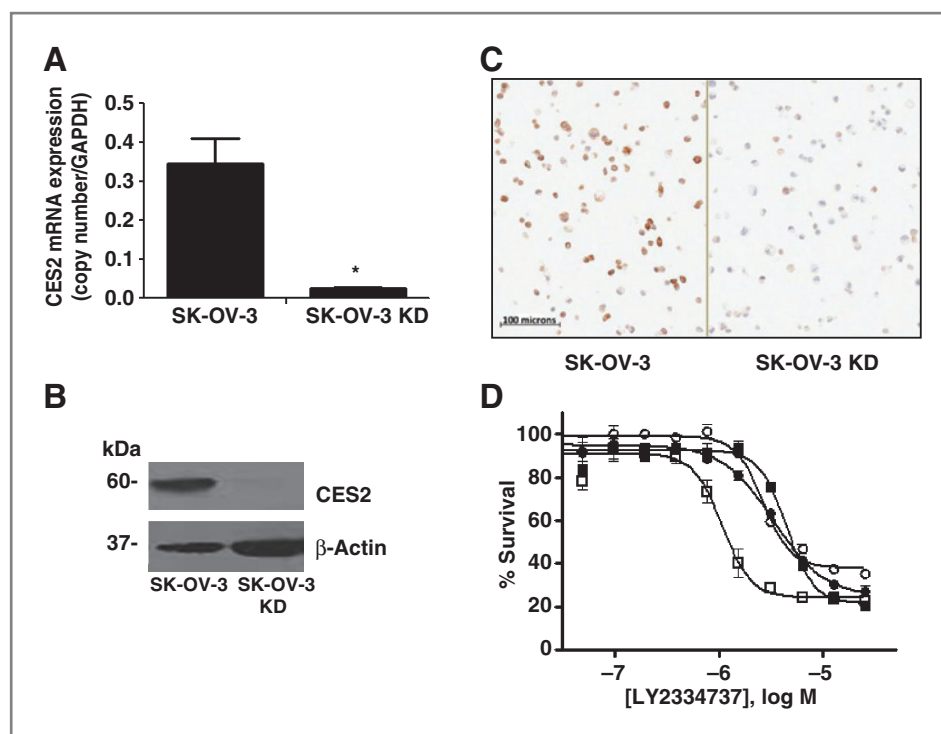 A
CES2 mRNA expression
(copy number/GAPDH)
0.5
0.4
0.3
0.2
0.1
0.0
*
SK-OV-3
SK-OV-3 KD
B
kDa
60-
37-
CES2
β-Actin
SK-OV-3
SK-OV-3
KD
C
100 microns
SK-OV-3
SK-OV-3 KD
D
% Survival
100
80
60
40
20
0
–7
–6
–5
[LY2334737], log M